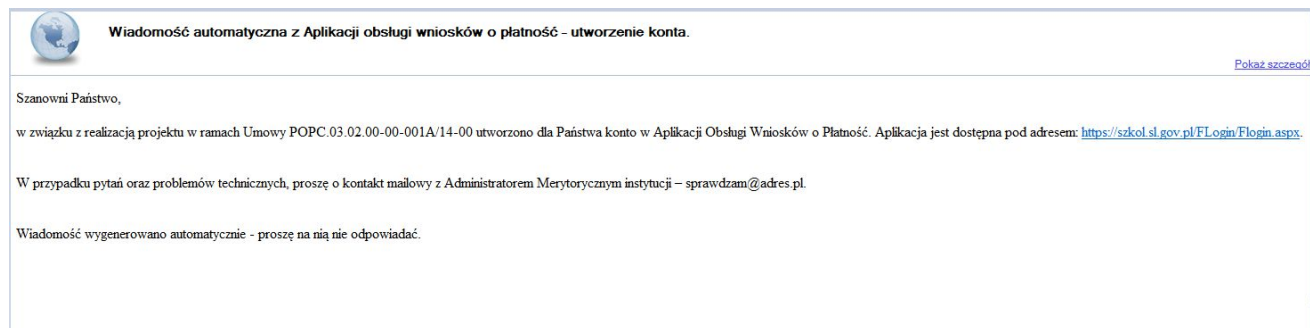 Wiadomość automatyczna z Aplikacji obsługi wniosków o płatność - utworzenie konta.
Pokaż szczegół
Szanowni Państwo,
w związku z realizacją projektu w ramach Umowy POPC.03.02.00-00-001A/14-00 utworzono dla Państwa konto w Aplikacji Obsługi Wniosków o Płatność. Aplikacja jest dostępna pod adresem: https://szkol.sl.gov.pl/FLogin/Flogin.aspx.
W przypadku pytań oraz problemów technicznych, proszę o kontakt mailowy z Administratorem Merytorycznym instytucji – sprawdzam@adres.pl.
Wiadomość wygenerowano automatycznie - proszę na nią nie odpowiadać.